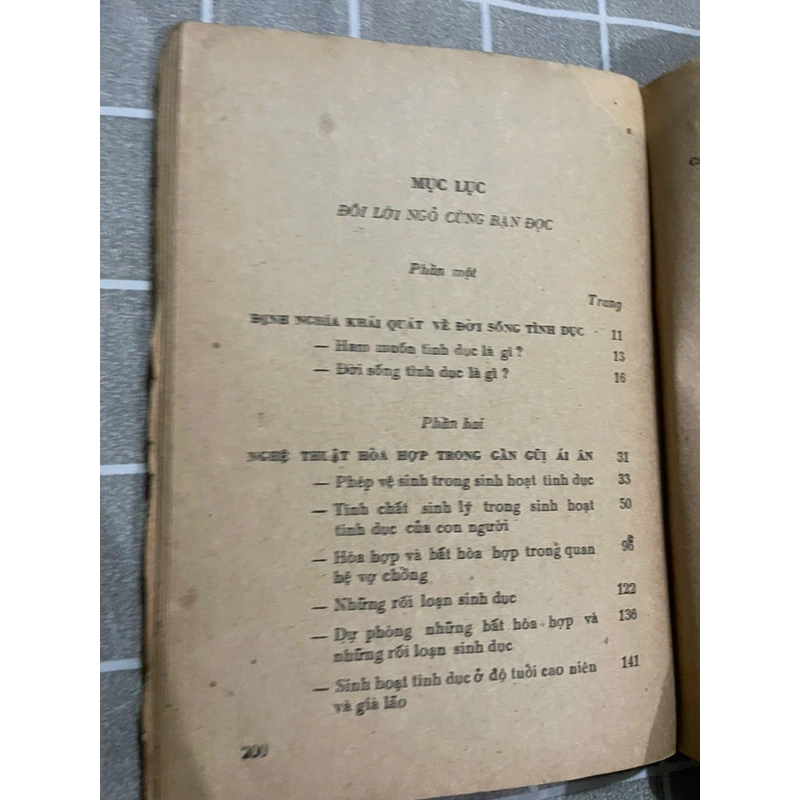 MỤC LỤC
ĐÔI LỜI NGỎ CÙNG BẠN ĐỌC
Phần một
Trang
ĐỊNH NGHĨA KHÁI QUÁT VỀ ĐỜI SỐNG TÌNH DỤC 11
— Ham muốn tình dục là gì? 13
— Đời sống tình dục là gì? 16
Phần hai
NGHỆ THUẬT HÒA HỢP TRONG GẦN GŨI ÁI ÂN 31
— Phép vệ sinh trong sinh hoạt tình dục 33
— Tính chất sinh lý trong sinh hoạt 50
tình dục của con người
— Hòa hợp và bất hòa hợp trong quan 96
hệ vợ chồng
— Những rối loạn sinh dục 122
— Dự phòng những bất hòa hợp và 136
những rối loạn sinh dục
— Sinh hoạt tình dục ở độ tuổi cao niên 141
và già lão
200